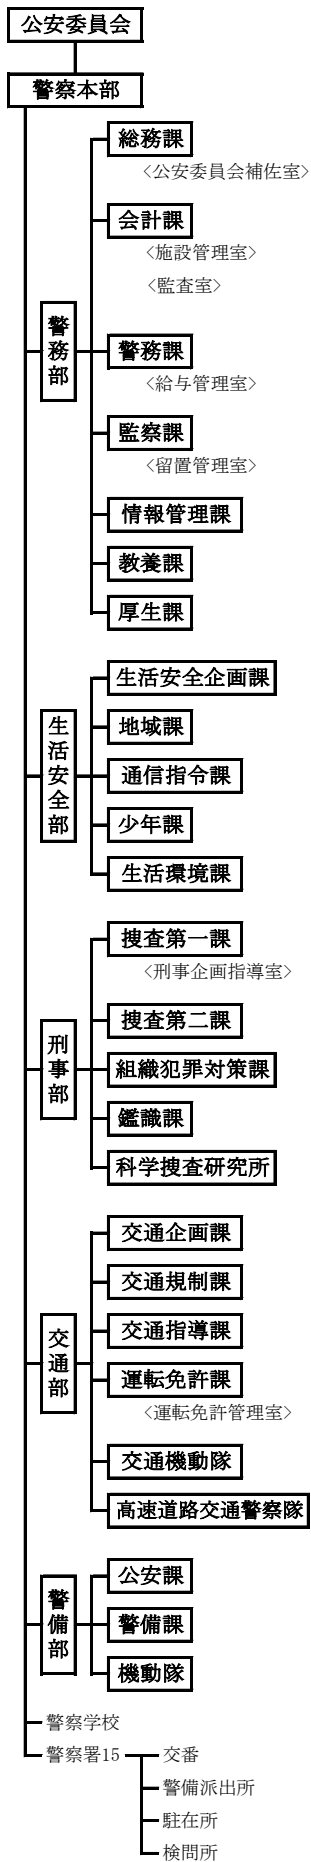 公安委員会
警察本部
警務部
総務課
<公安委員会補佐室>
会計課
<施設管理室>
<監査室>
警務課
<給与管理室>
監察課
<留置管理室>
情報管理課
教養課
厚生課
生活安全部
生活安全企画課
地域課
通信指令課
少年課
生活環境課
刑事部
捜査第一課
<刑事企画指導室>
捜査第二課
組織犯罪対策課
鑑識課
科学捜査研究所
交通部
交通企画課
交通規制課
交通指導課
運転免許課
<運転免許管理室>
交通機動隊
高速道路交通警察隊
警備部
公安課
警備課
機動隊
警察学校
警察署15
交番
警備派出所
駐在所
検問所